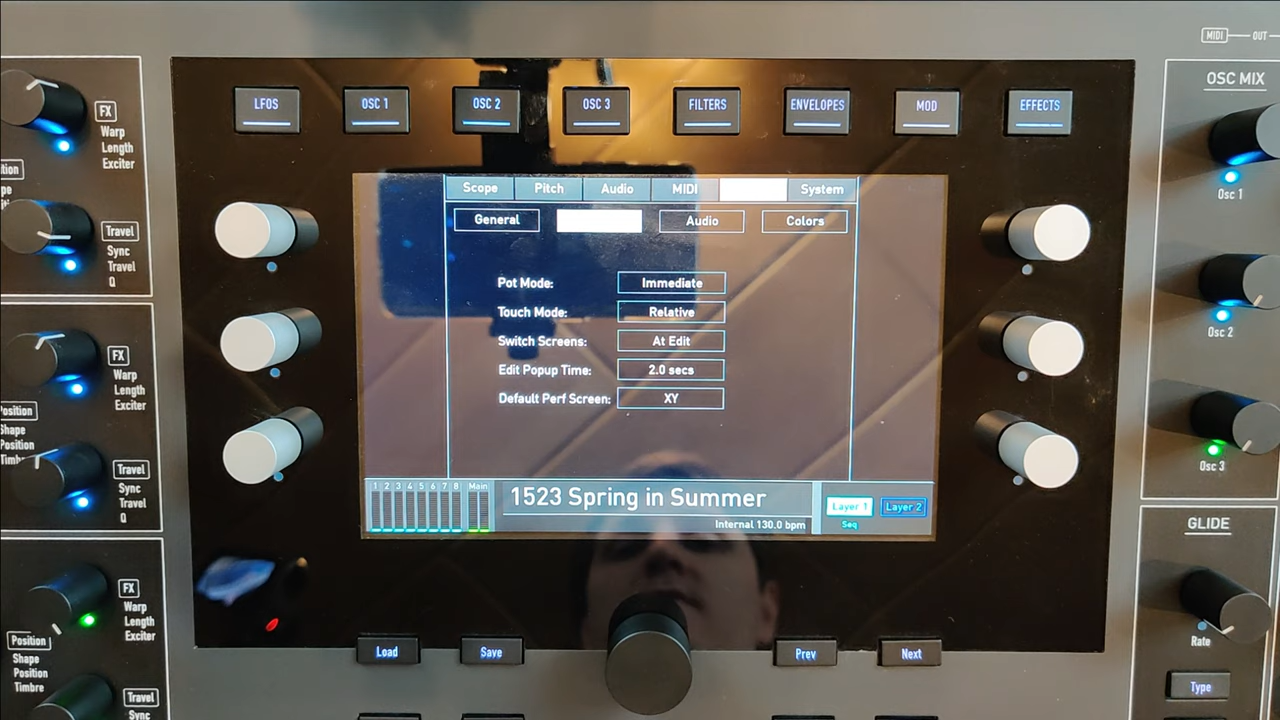 MIDI OUT
OSC MIX
LFOS OSC 1 OSC 2 OSC 3 FILTERS ENVELOPES MOD EFFECTS
FX
Warp
Length
Exciter
Travel
Sync
Travel
Q
FX
Warp
Length
Exciter
Position
Shape
Position
Travel
Sync
Travel
Q
FX
Warp
Length
Exciter
Position
Shape
Position
Timbre
Travel
Sync
Scope Pitch Audio MIDI System
General Audio Colors
Pot Mode: Immediate
Touch Mode: Relative
Switch Screens: At Edit
Edit Popup Time: 2.0 secs
Default Perf Screen: XY
1 2 3 4 5 6 7 8 Main
1523 Spring in Summer
Internal 130.0 bpm
Layer 1 Layer 2
Seq
Load Save Prev Next
Osc 1
Osc 2
Osc 3
GLIDE
Rate
Type